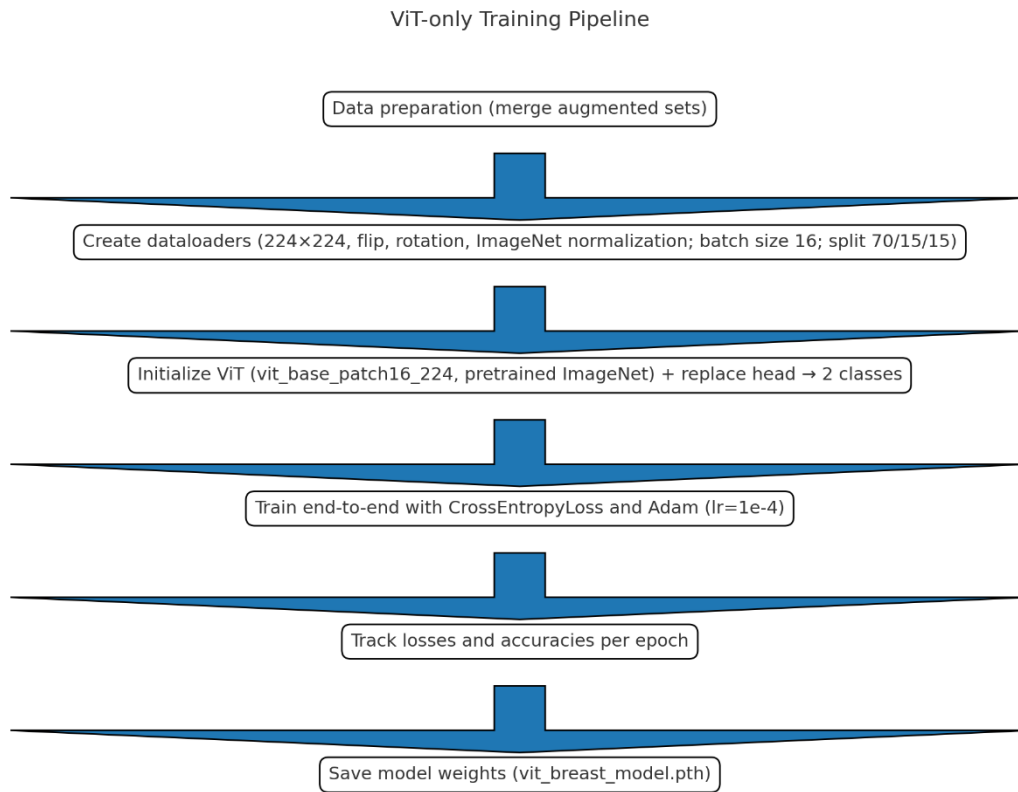 ViT-only Training Pipeline
Data preparation (merge augmented sets)
Create dataloaders (224×224, flip, rotation, ImageNet normalization; batch size 16; split 70/15/15)
Initialize ViT (vit_base_patch16_224, pretrained ImageNet) + replace head → 2 classes
Train end-to-end with CrossEntropyLoss and Adam (lr=1e-4)
Track losses and accuracies per epoch
Save model weights (vit_breast_model.pth)